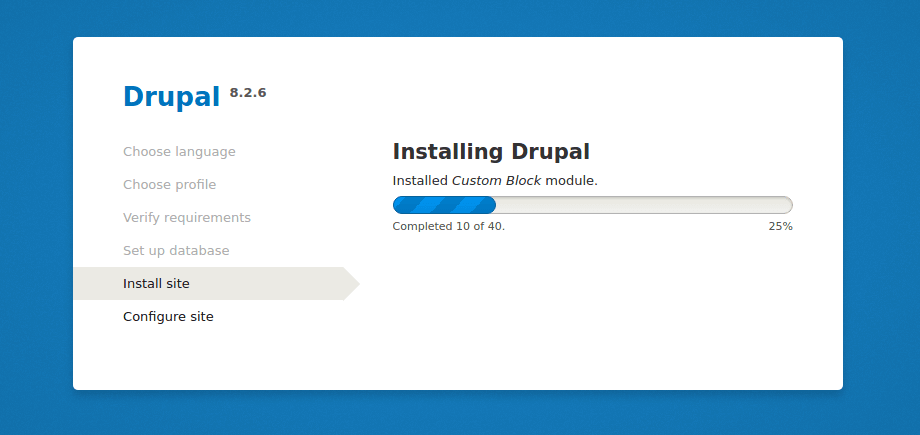 Drupal 8.2.6
Choose language
Choose profile
Verify requirements
Set up database
Install site
Configure site
Installing Drupal
Installed Custom Block module.
Completed 10 of 40. 25%